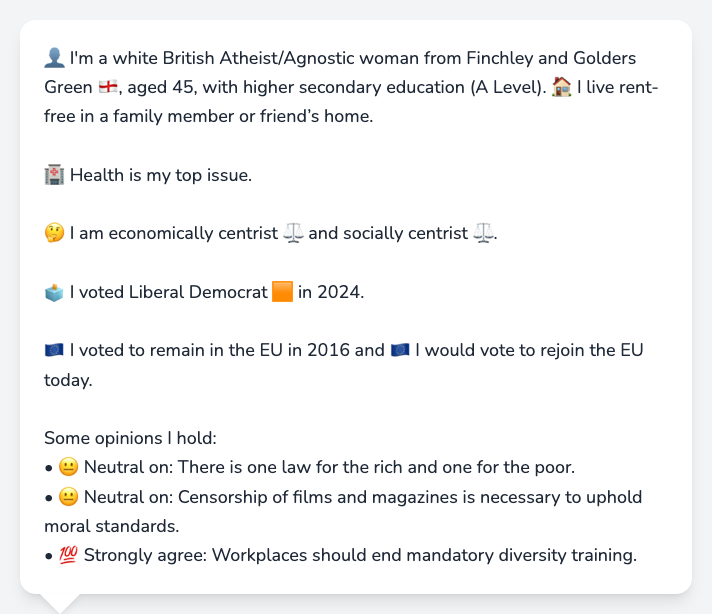 👤 I'm a white British Atheist/Agnostic woman from Finchley and Golders
Green 🏴󠁧󠁢󠁥󠁮󠁧󠁿, aged 45, with higher secondary education (A Level). 🏠 I live rent-
free in a family member or friend’s home.
🏥 Health is my top issue.
🤔 I am economically centrist ⚖️ and socially centrist ⚖️.
🗳️ I voted Liberal Democrat 🟧 in 2024.
🇪🇺 I voted to remain in the EU in 2016 and 🇪🇺 I would vote to rejoin the EU
today.
Some opinions I hold:
• 😐 Neutral on: There is one law for the rich and one for the poor.
• 😐 Neutral on: Censorship of films and magazines is necessary to uphold
moral standards.
• 💯 Strongly agree: Workplaces should end mandatory diversity training.